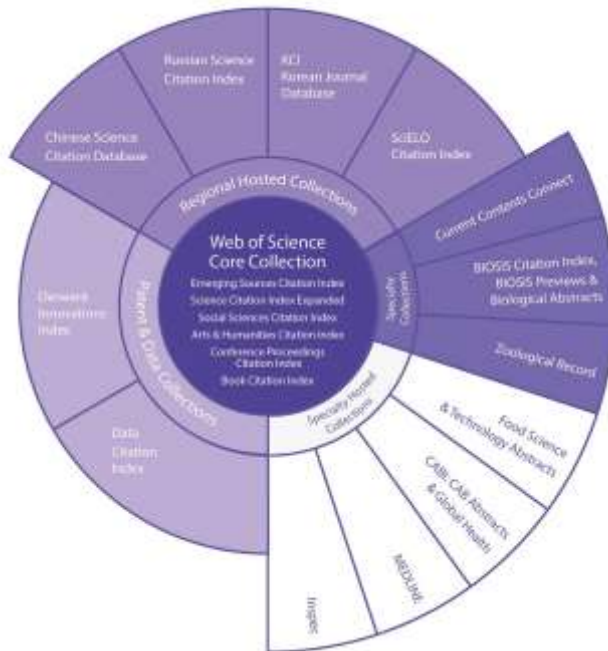 Web of Science
Core Collection
Emerging Sources Citation Index
Science Citation Index Expanded
Social Sciences Citation Index
Arts & Humanities Citation Index
Conference Proceedings
Citation Index
Book Citation Index
Regional Hosted Collections
Chinese Science
Citation Database
Russian Science
Citation Index
KCI
Korean Journal
Database
SciELO
Citation Index
Specialty
Collections
Current Contents Connect
BIOSIS Citation Index,
BIOSIS Previews &
Biological Abstracts
Zoological Record
Specialty Hosted
Collections
Food Science
& Technology Abstracts
CABI: CAB Abstracts
& Global Health
MEDLINE
Inspec
Patent & Data Collections
Data
Citation
Index
Derwent
Innovations
Index